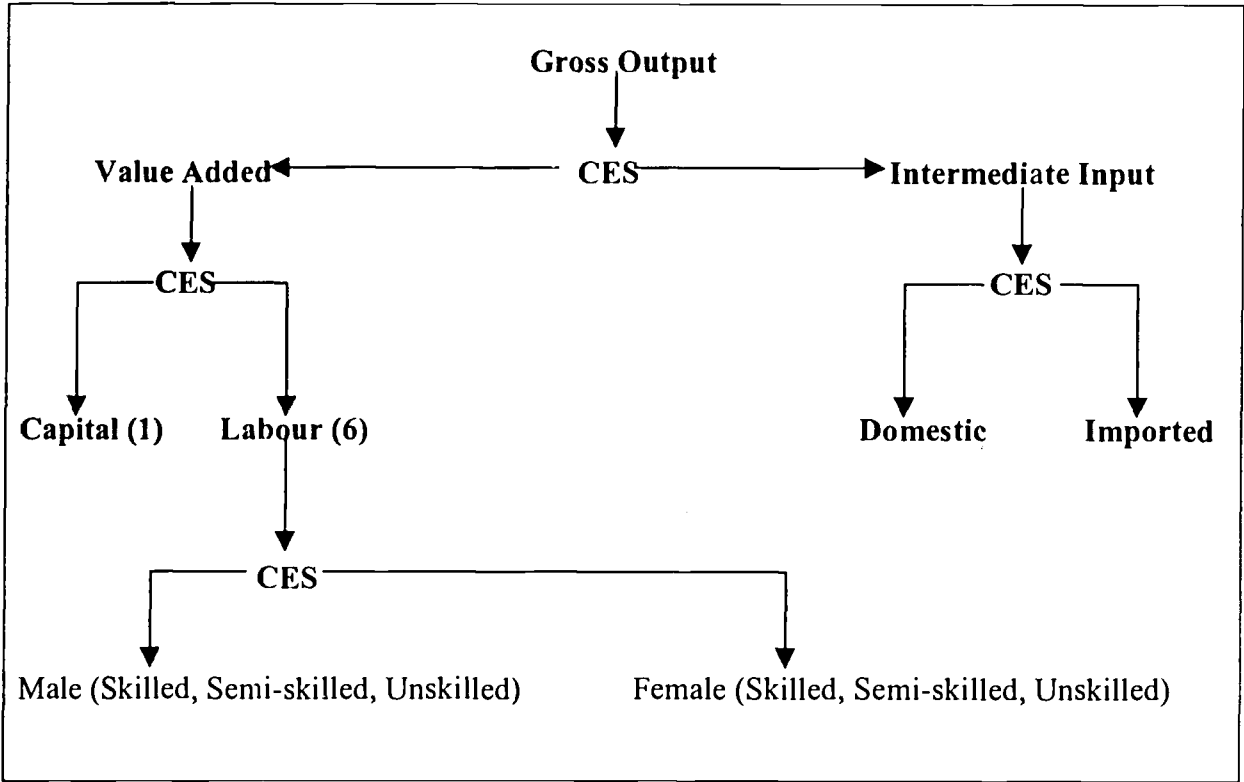 Gross Output
Value Added CES Intermediate Input
CES CES
Capital (1) Labour (6) Domestic Imported
CES
Male (Skilled, Semi-skilled, Unskilled) Female (Skilled, Semi-skilled, Unskilled)